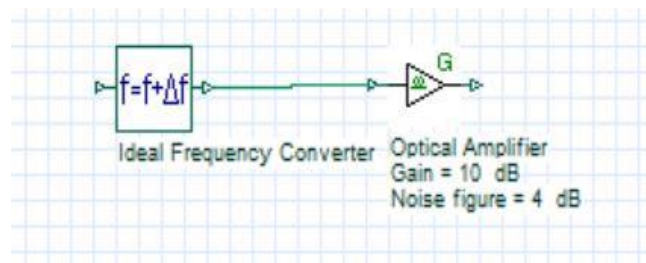 G
f=f+Δf
Ideal Frequency Converter
Optical Amplifier
Gain = 10 dB
Noise figure = 4 dB